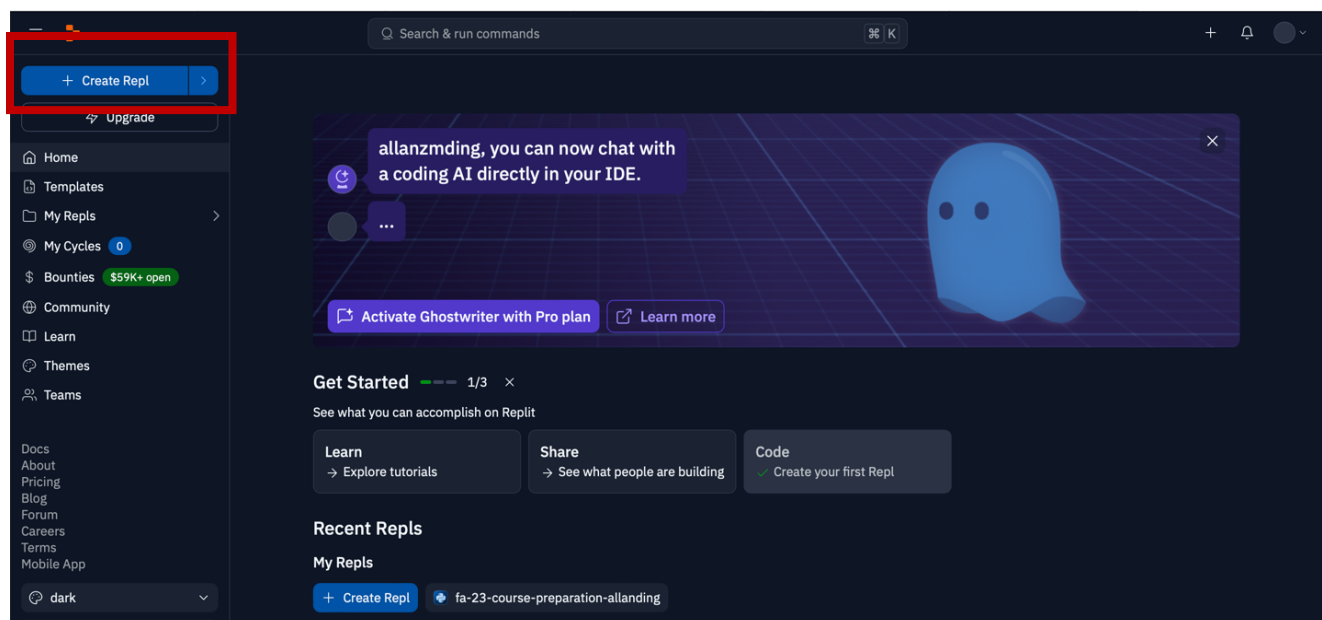 Search & run commands
⌘ K
+ Create Repl
Upgrade
Home
Templates
My Repls
My Cycles 0
$ Bounties $59K+ open
Community
Learn
Themes
Teams
Docs
About
Pricing
Blog
Forum
Careers
Terms
Mobile App
dark
allanzmding, you can now chat with
a coding AI directly in your IDE.
...
Activate Ghostwriter with Pro plan
Learn more
Get Started 1/3
See what you can accomplish on Replit
Learn
→ Explore tutorials
Share
→ See what people are building
Code
✓ Create your first Repl
Recent Repls
My Repls
+ Create Repl
fa-23-course-preparation-allanding